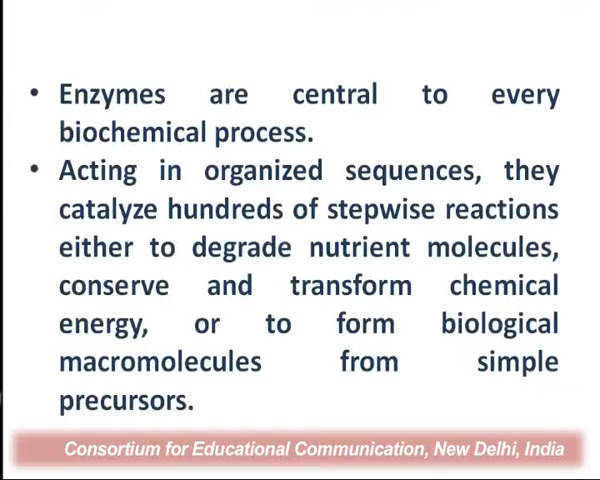 • Enzymes are central to every
biochemical process.
• Acting in organized sequences, they
catalyze hundreds of stepwise reactions
either to degrade nutrient molecules,
conserve and transform chemical
energy, or to form biological
macromolecules from simple
precursors.
Consortium for Educational Communication, New Delhi, India